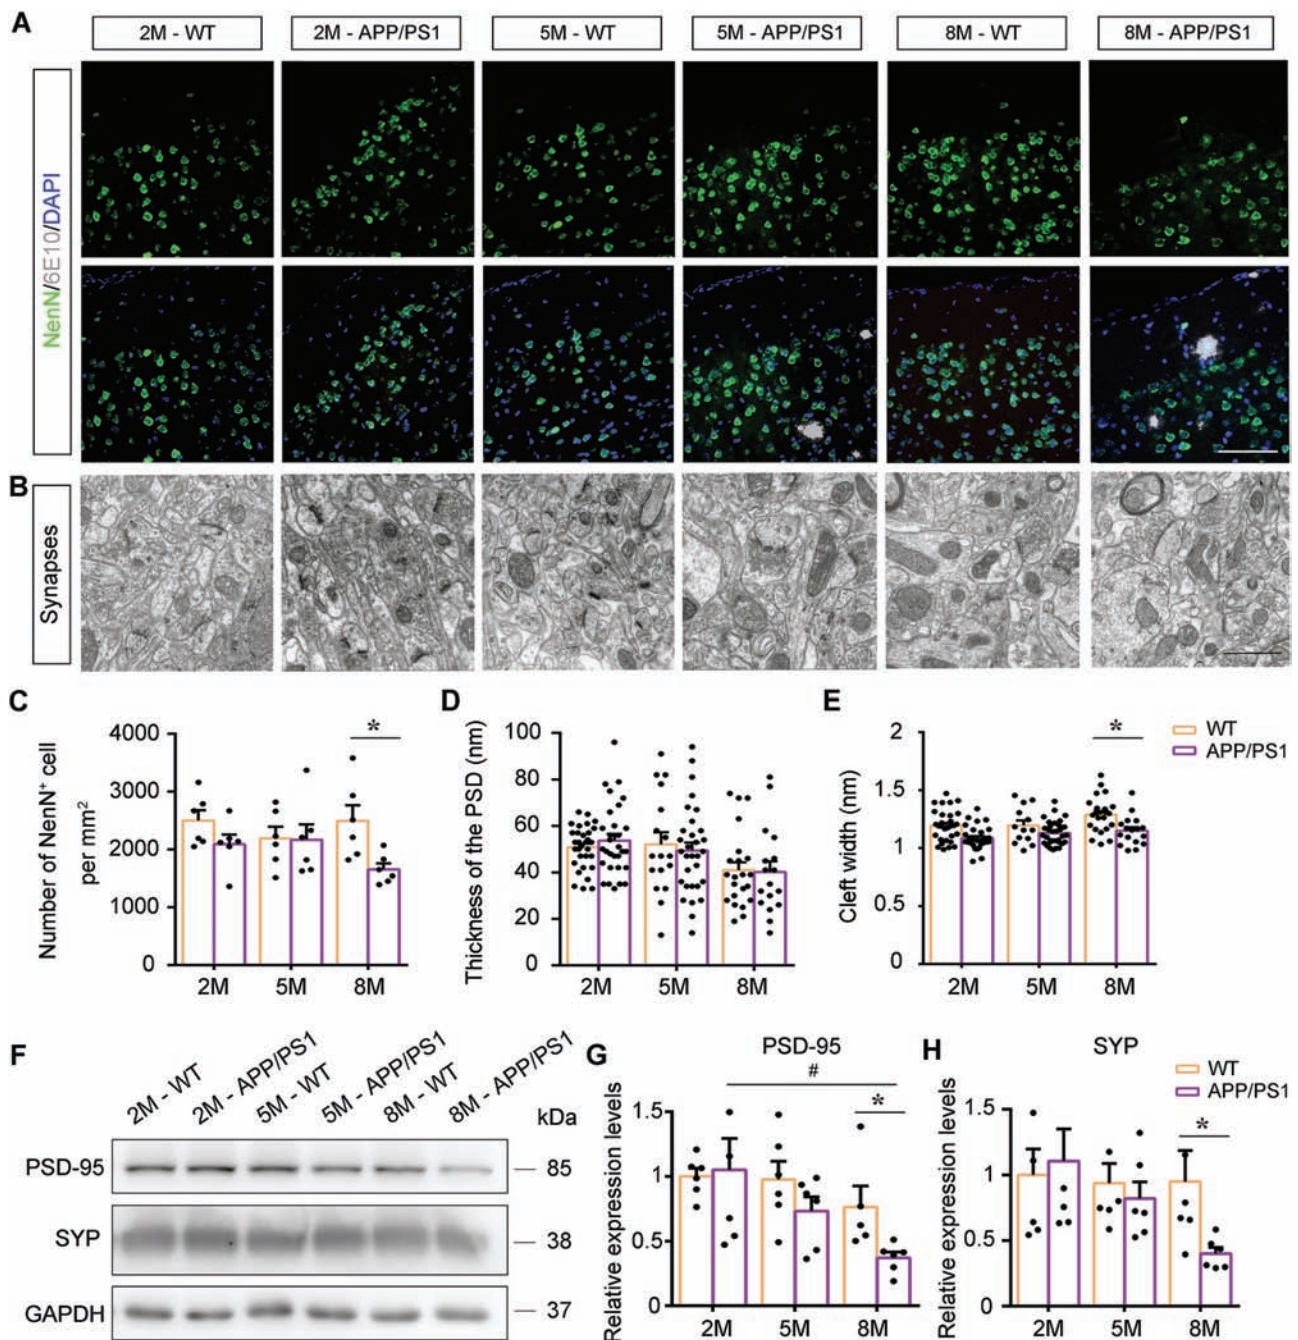 A
2M - WT
2M - APP/PS1
5M - WT
5M - APP/PS1
8M - WT
8M - APP/PS1
NenN/6E10/DAPI
B
Synapses
C
Number of NenN⁺ cell
per mm²
4000
3000
2000
1000
0
*
2M
5M
8M
D
Thickness of the PSD (nm)
100
80
60
40
20
0
2M
5M
8M
E
Cleft width (nm)
2
1.5
1
0.5
0
*
2M
5M
8M
WT
APP/PS1
F
2M - WT
2M - APP/PS1
5M - WT
5M - APP/PS1
8M - WT
8M - APP/PS1
kDa
PSD-95
85
SYP
38
GAPDH
37
G
PSD-95
Relative expression levels
1.5
1
0.5
0
#
*
2M
5M
8M
H
SYP
Relative expression levels
1.5
1
0.5
0
*
2M
5M
8M
WT
APP/PS1